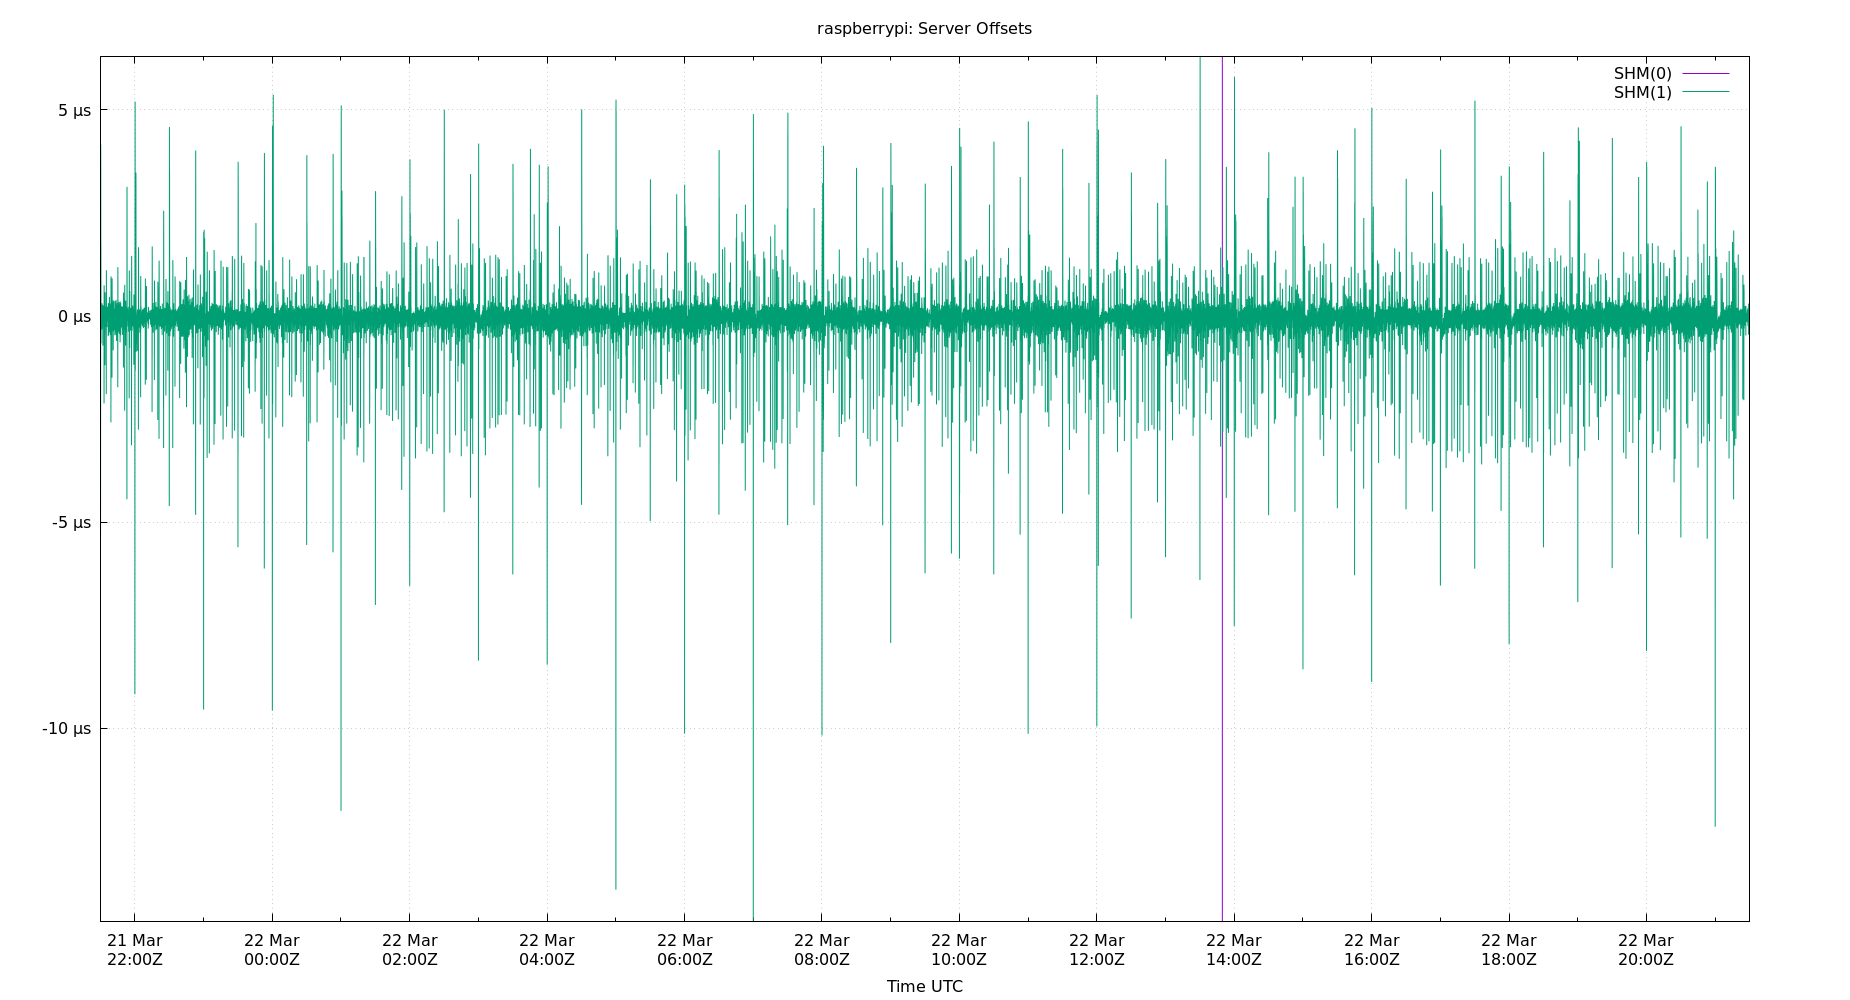 raspberrypi: Server Offsets
SHM(0)
SHM(1)
5 µs
0 µs
-5 µs
-10 µs
21 Mar 22 Mar 22 Mar 22 Mar 22 Mar 22 Mar 22 Mar 22 Mar 22 Mar 22 Mar 22 Mar 22 Mar
22:00Z 00:00Z 02:00Z 04:00Z 06:00Z 08:00Z 10:00Z 12:00Z 14:00Z 16:00Z 18:00Z 20:00Z
Time UTC